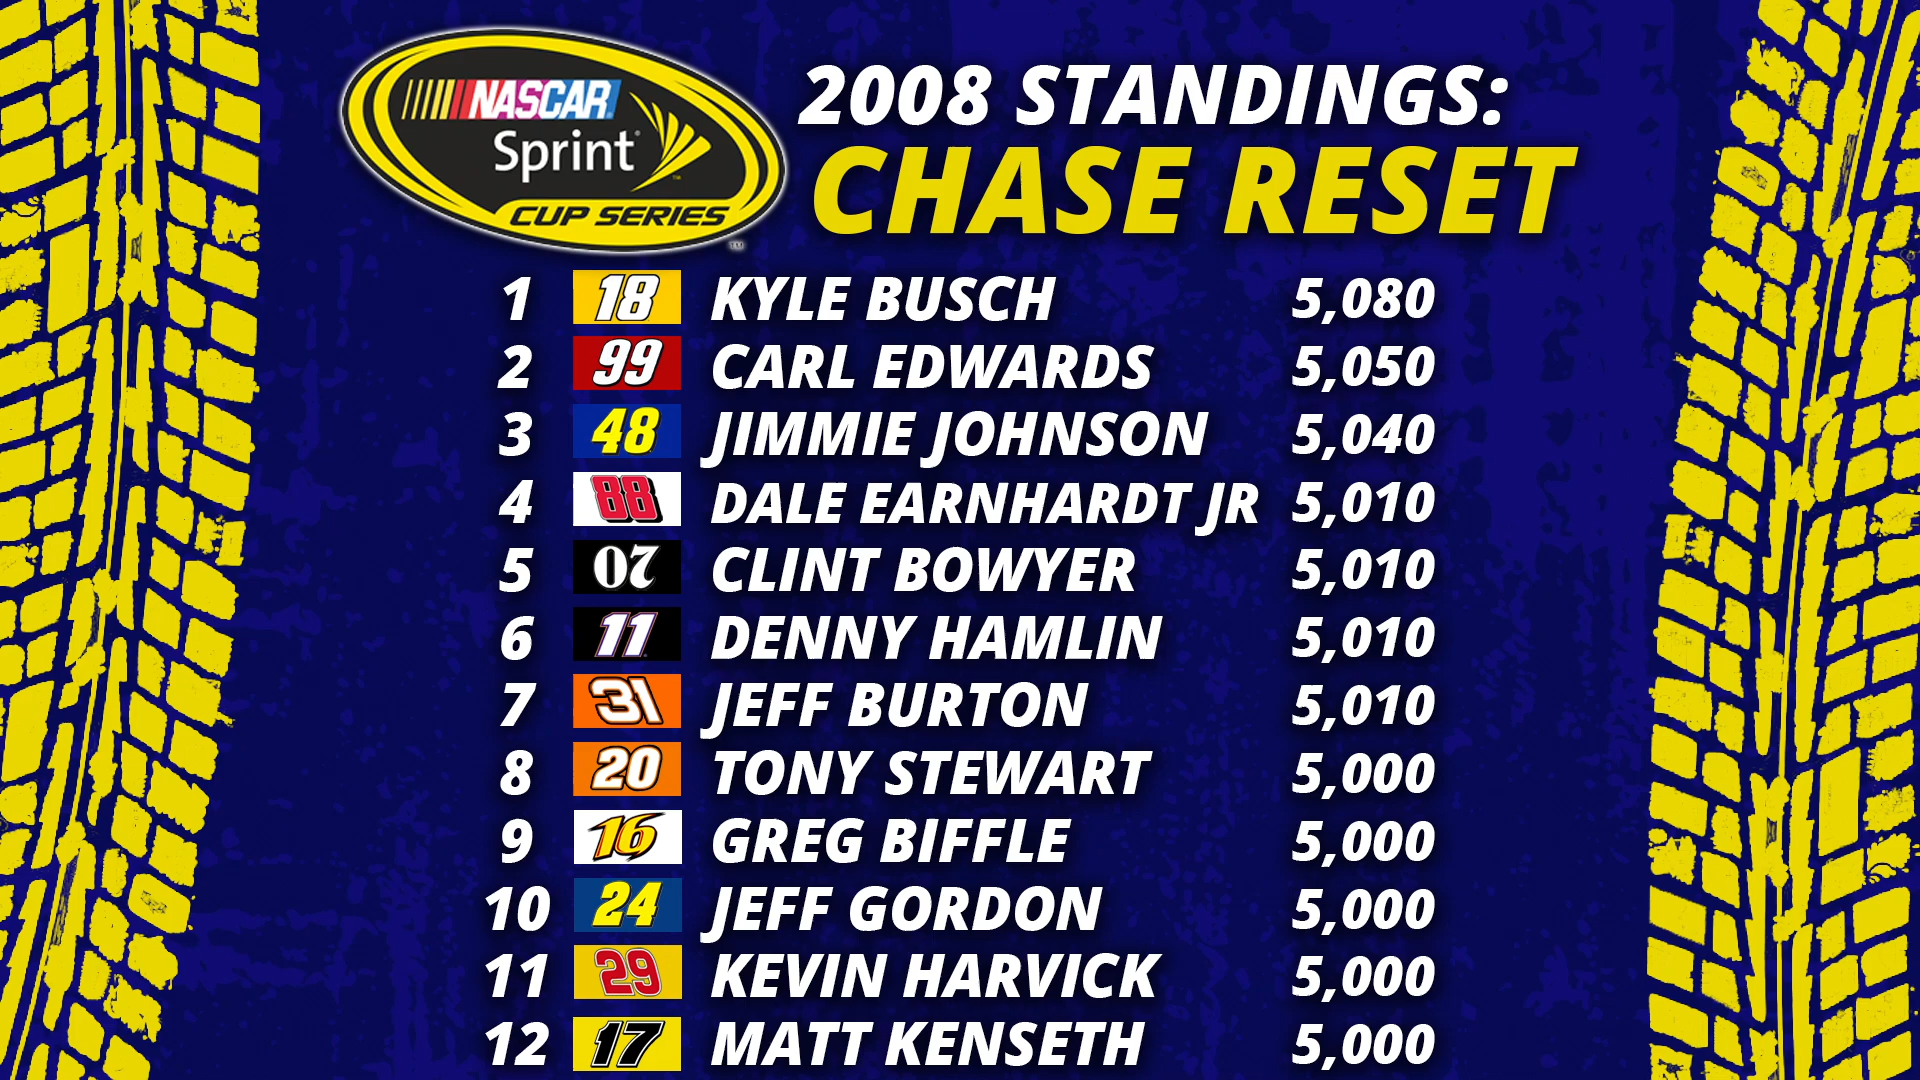 NASCAR
Sprint
CUP SERIES
TM
2008 STANDINGS:
CHASE RESET
1 18 KYLE BUSCH 5,080
2 99 CARL EDWARDS 5,050
3 48 JIMMIE JOHNSON 5,040
4 88 DALE EARNHARDT JR 5,010
5 07 CLINT BOWYER 5,010
6 11 DENNY HAMLIN 5,010
7 31 JEFF BURTON 5,010
8 20 TONY STEWART 5,000
9 16 GREG BIFFLE 5,000
10 24 JEFF GORDON 5,000
11 29 KEVIN HARVICK 5,000
12 17 MATT KENSETH 5,000